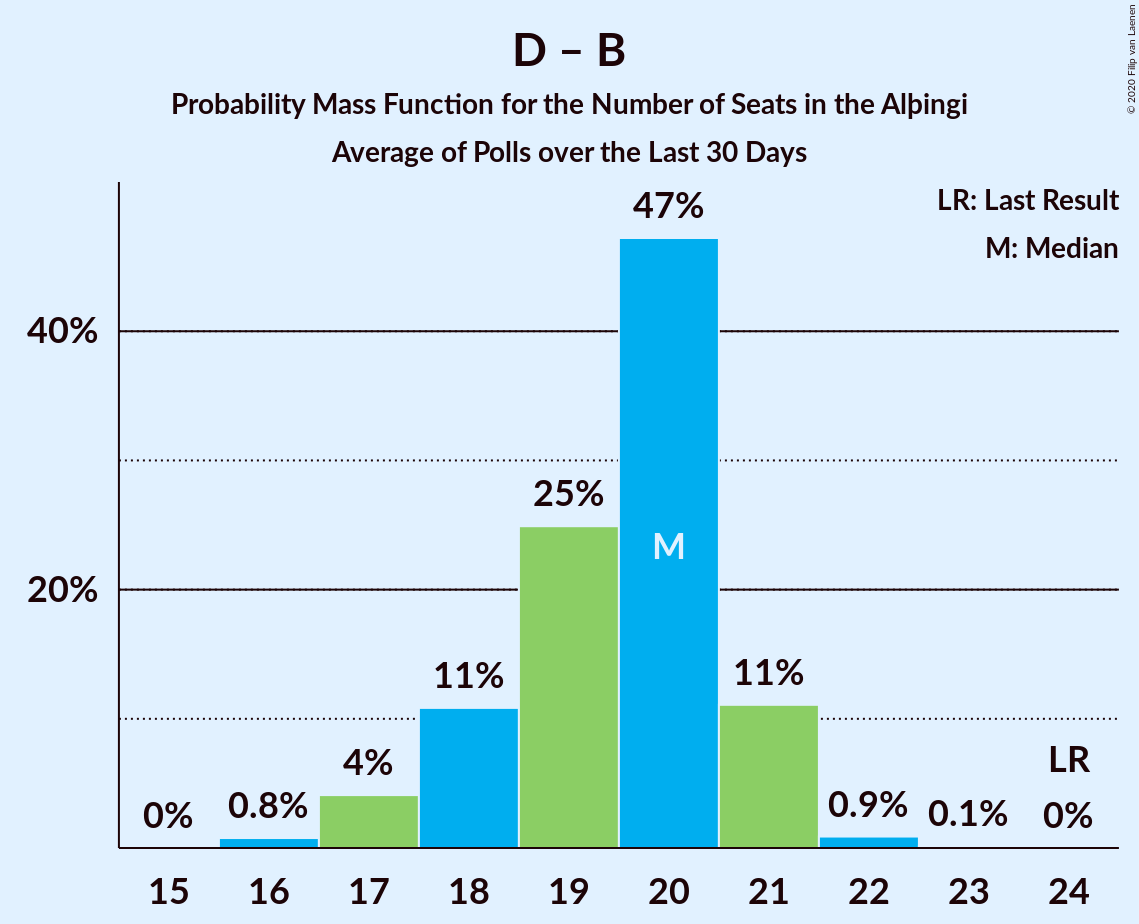 D – B
Probability Mass Function for the Number of Seats in the Alþingi
Average of Polls over the Last 30 Days
© 2020 Filip van Laenen
LR: Last Result
M: Median
40%
20%
0%
0.8%
4%
11%
25%
47%
M
11%
0.9%
0.1%
LR
0%
15 16 17 18 19 20 21 22 23 24